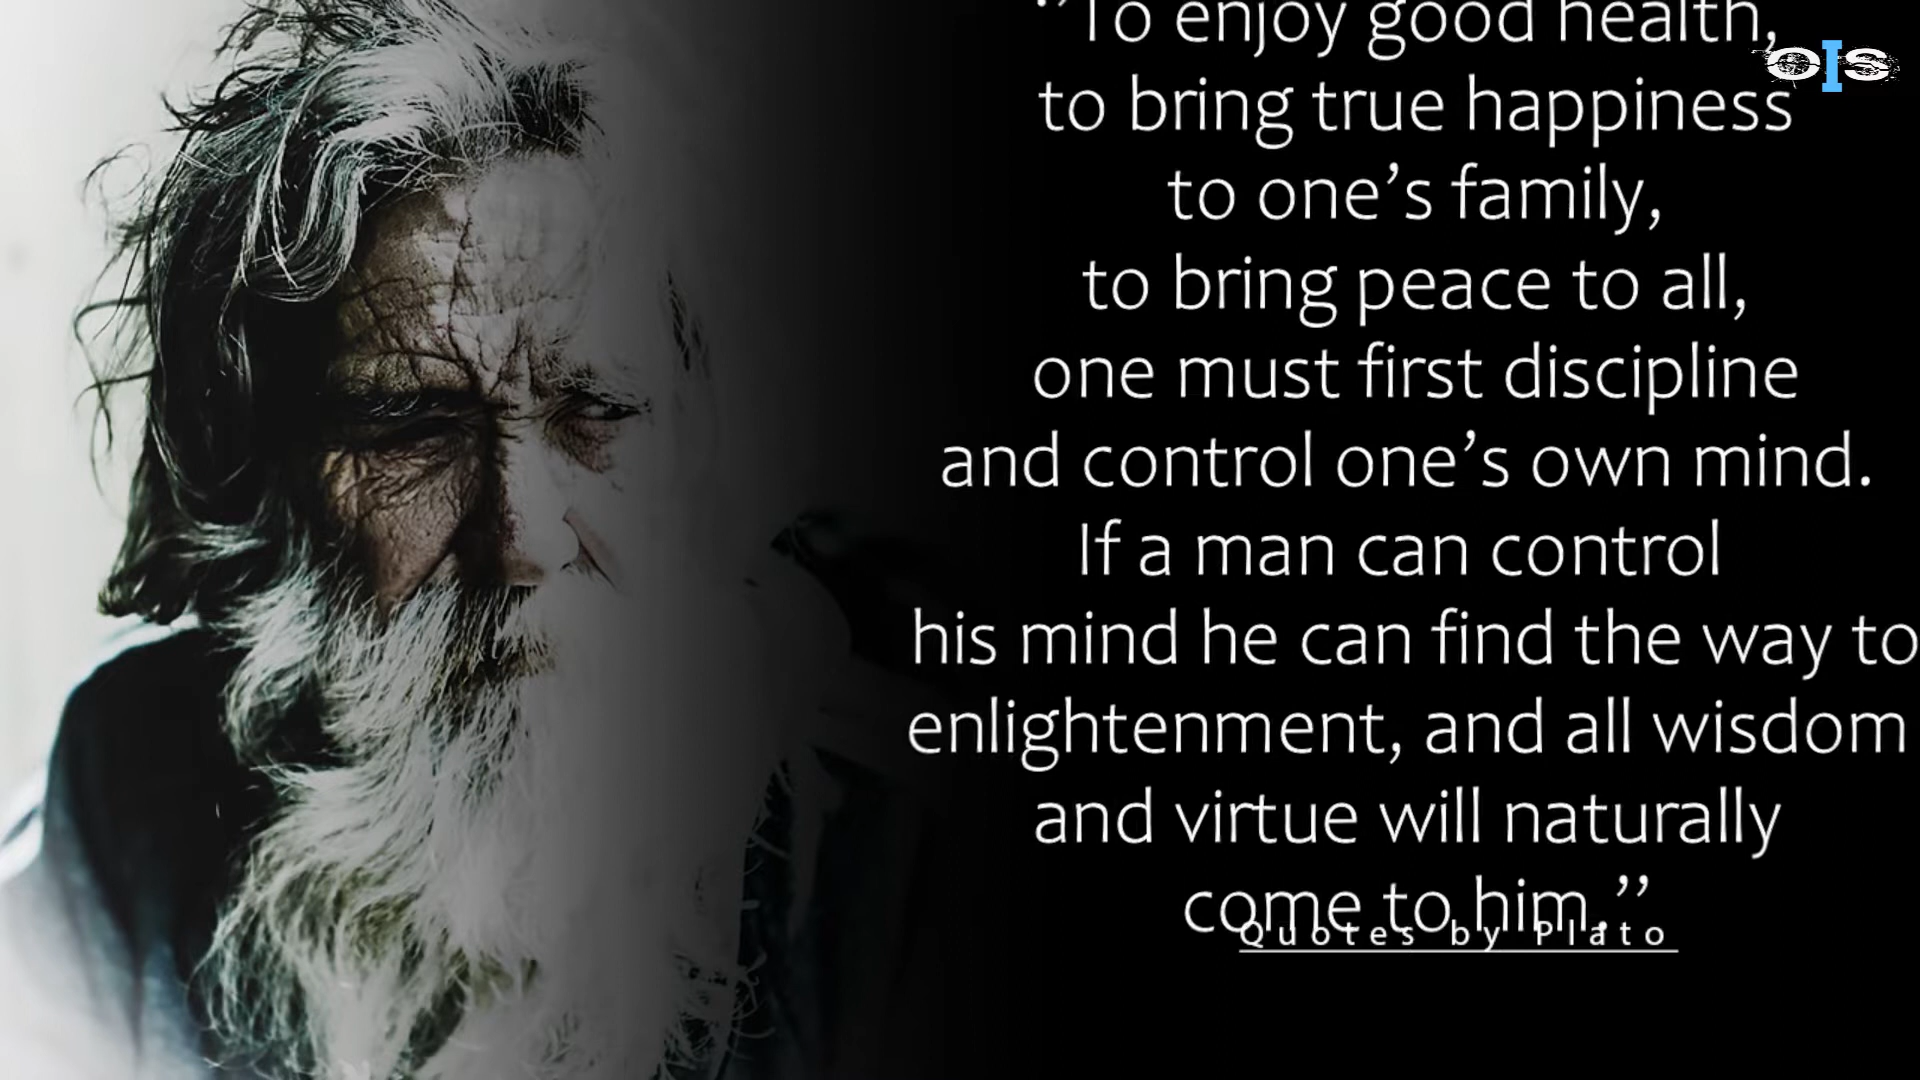 ‘‘To enjoy good health,
OIS
to bring true happiness
to one’s family,
to bring peace to all,
one must first discipline
and control one’s own mind.
If a man can control
his mind he can find the way to
enlightenment, and all wisdom
and virtue will naturally
come to him.’’
Quotes by Plato